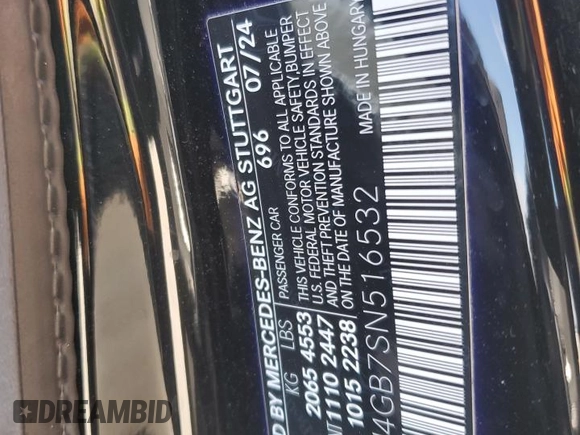 D BY MERCEDES-BENZ AG STUTTGART
696 07/24
KG LBS
2065 4553
1110 2447
1015 2238
PASSENGER CAR
THIS VEHICLE CONFORMS TO ALL APPLICABLE
U.S. FEDERAL MOTOR VEHICLE SAFETY, BUMPER
AND THEFT PREVENTION STANDARDS IN EFFECT
ON THE DATE OF MANUFACTURE SHOWN ABOVE
MADE IN HUNGARY
4GB7SN516532
DEALERBID AUTO